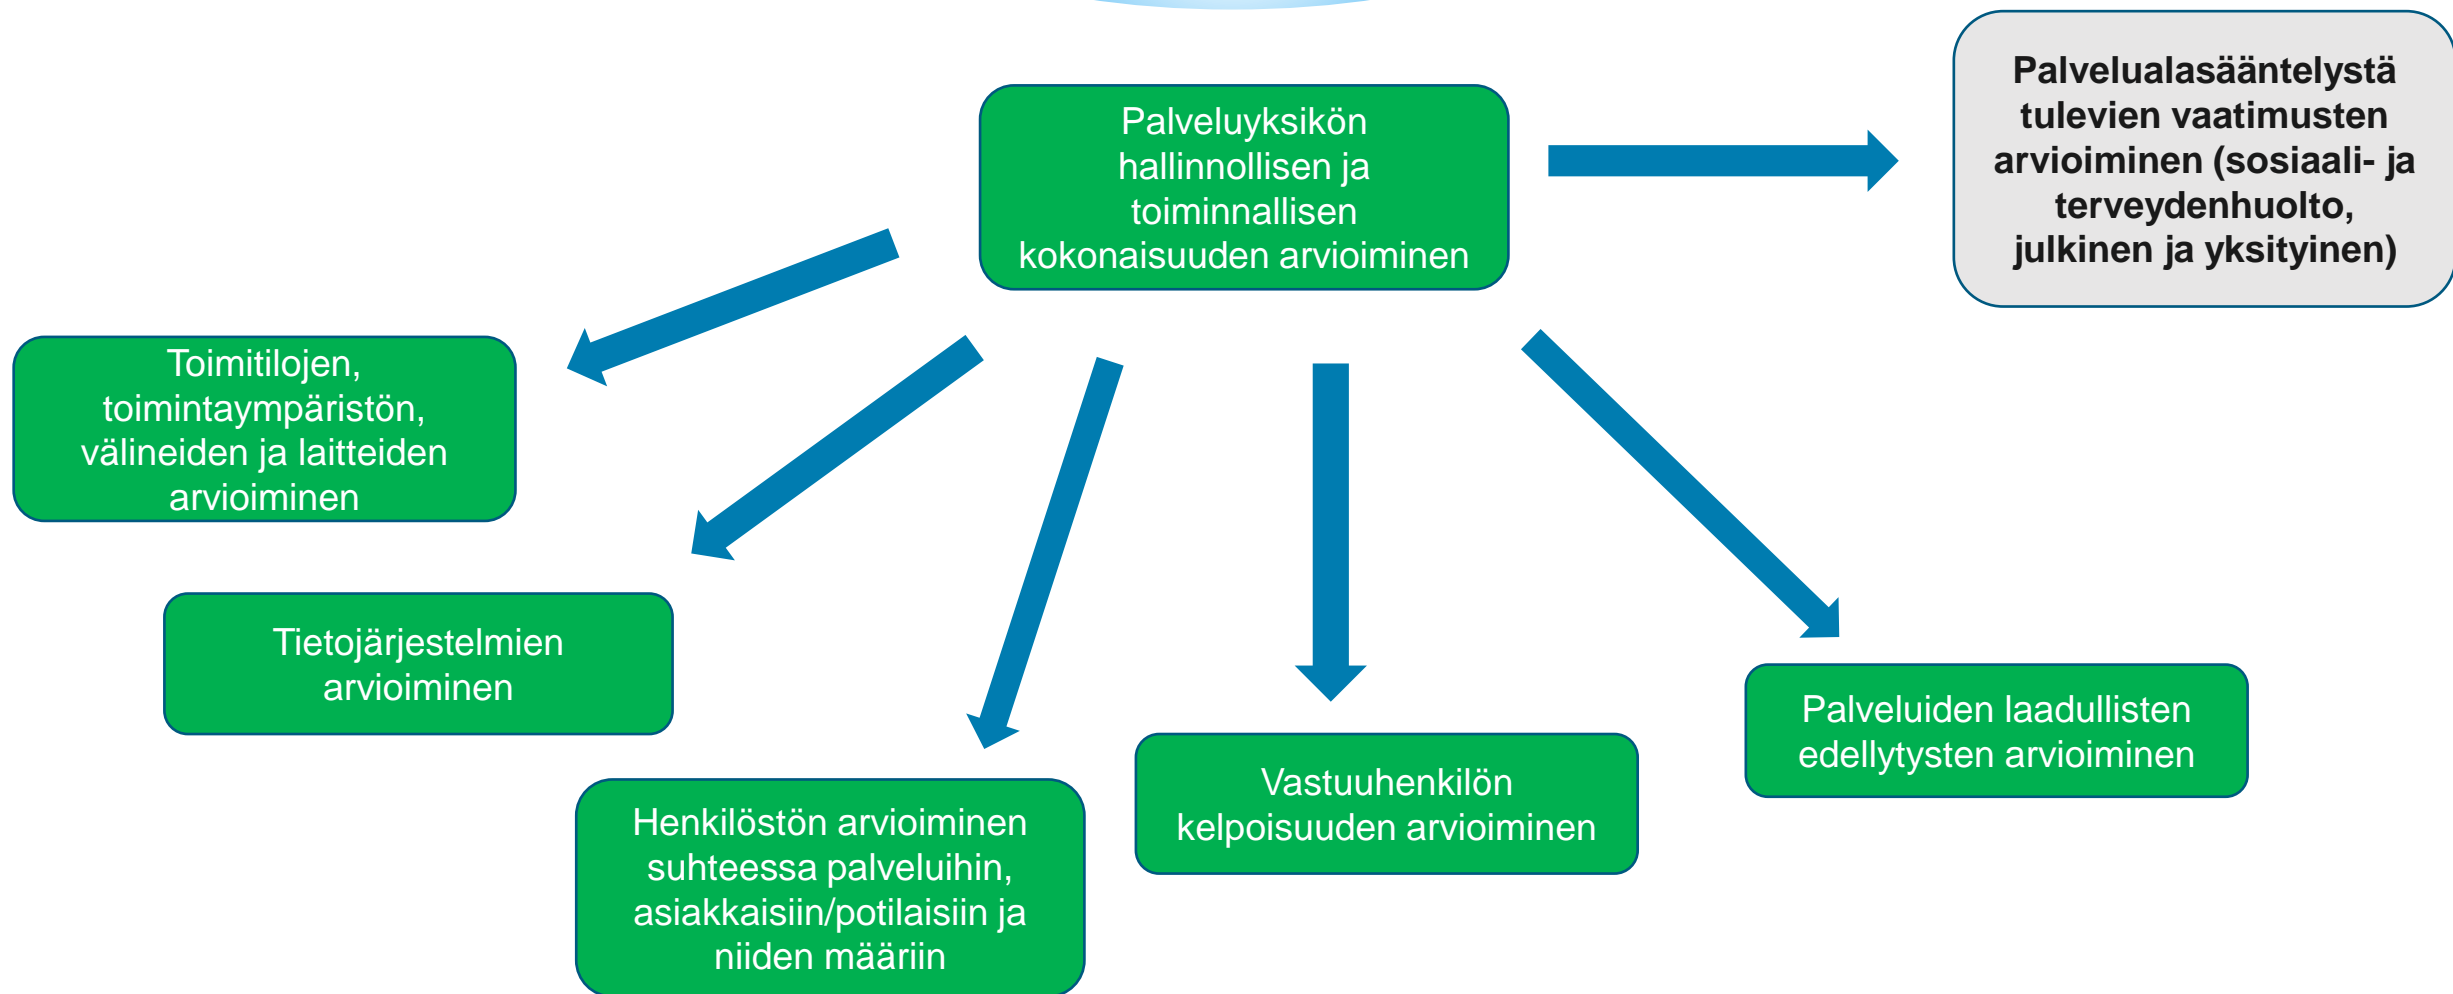 Palveluyksikön
hallinnollisen ja
toiminnallisen
kokonaisuuden arvioiminen
Palvelualasääntelystä
tulevien vaatimusten
arvioiminen (sosiaali- ja
terveydenhuolto,
julkinen ja yksityinen)
Toimitilojen,
toimintaympäristön,
välineiden ja laitteiden
arvioiminen
Tietojärjestelmien
arvioiminen
Henkilöstön arvioiminen
suhteessa palveluihin,
asiakkaisiin/potilaisiin ja
niiden määriin
Vastuuhenkilön
kelpoisuuden arvioiminen
Palveluiden laadullisten
edellytysten arvioiminen